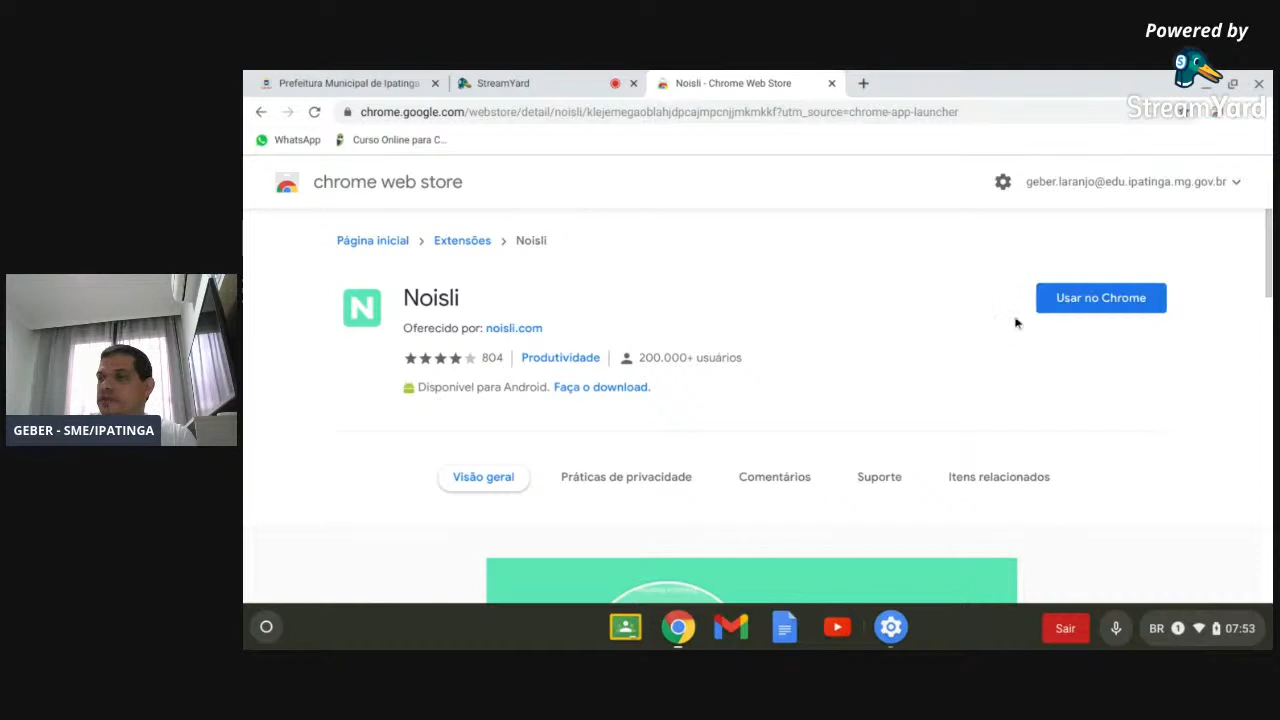 Powered by
StreamYard
Prefeitura Municipal de Ipatinga
StreamYard
Noisli - Chrome Web Store
chrome.google.com/webstore/detail/noisli/klejemegaoblahjdpcajmpcnjjmkmkkf?utm_source=chrome-app-launcher
WhatsApp
Curso Online para C...
chrome web store
geber.laranjo@edu.ipatinga.mg.gov.br
Página inicial > Extensões > Noisli
N
Noisli
Usar no Chrome
Oferecido por: noisli.com
804 Produtividade 200.000+ usuários
Disponível para Android. Faça o download.
GEBER - SME/IPATINGA
Visão geral Práticas de privacidade Comentários Suporte Itens relacionados
Sair
BR 1 07:53